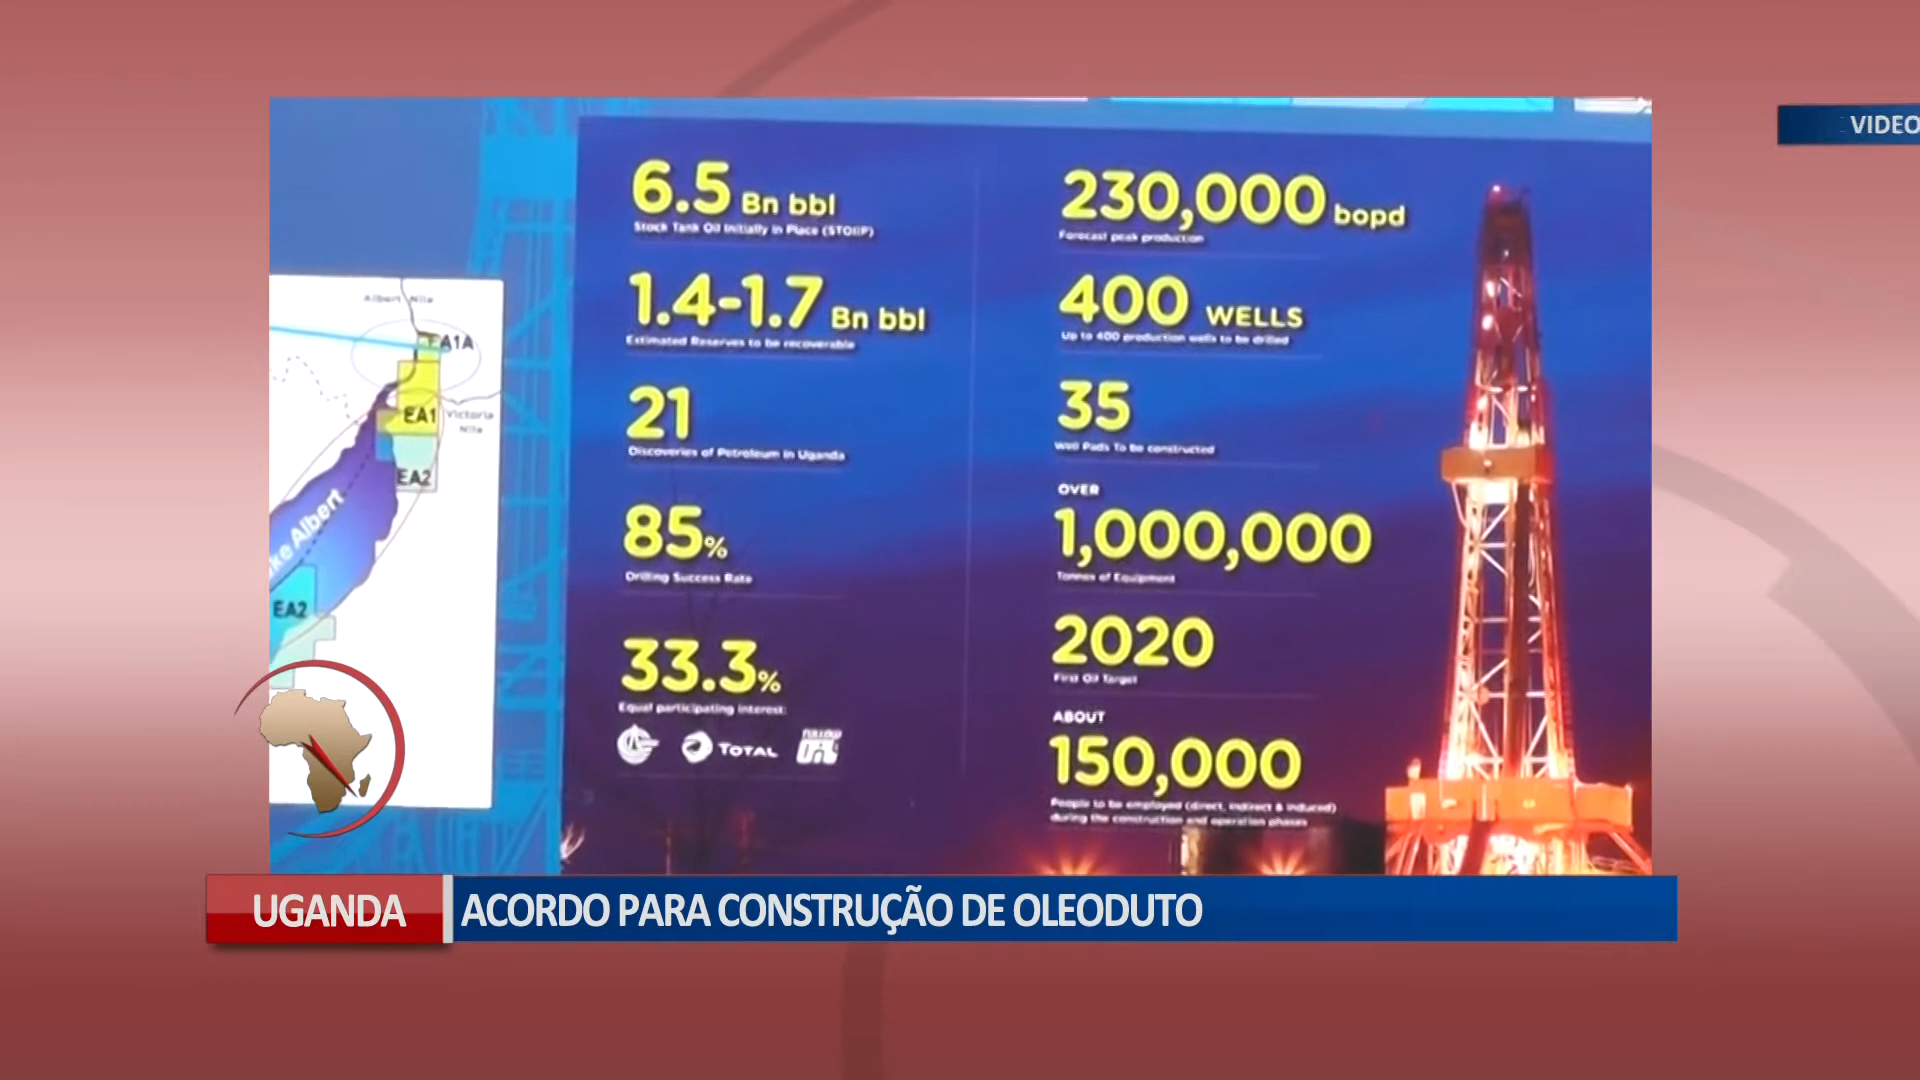 VIDEO
6.5 Bn bbl
Stock Tank Oil Initially in Place (STOIIP)
1.4-1.7 Bn bbl
Estimated Reserves to be recoverable
21
Discoveries of Petroleum in Uganda
85%
Drilling Success Rate
33.3%
Equal participating interest:
TOTAL
230,000 bopd
Forecast peak production
400 WELLS
Up to 400 production wells to be drilled
35
Well Pads To be constructed
OVER
1,000,000
Tonnes of Equipment
2020
First Oil Target
ABOUT
150,000
People to be employed (direct, indirect & induced)
during the construction and operation phases
Albert Nile
EA1A
EA1
Victoria
Nile
EA2
ke Albert
EA2
UGANDA
ACORDO PARA CONSTRUÇÃO DE OLEODUTO